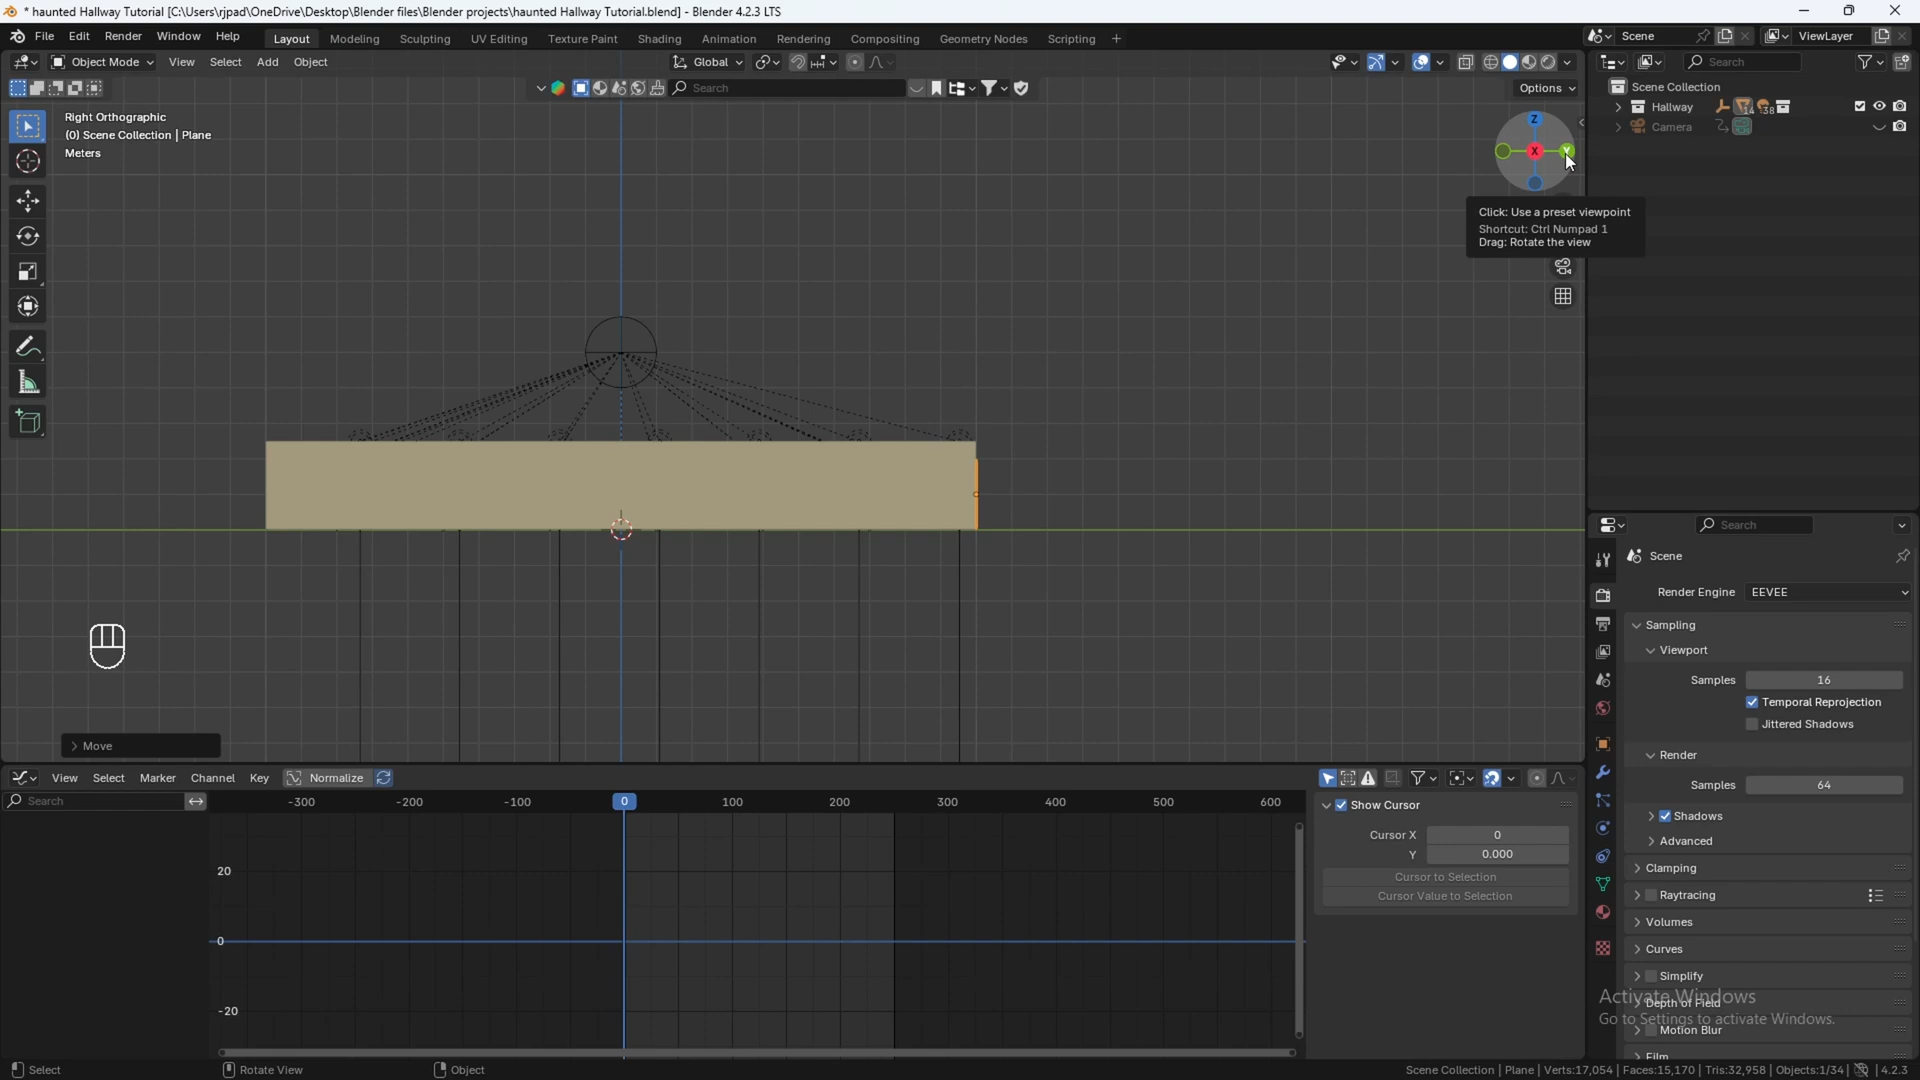 * haunted Hallway Tutorial [C:\Users\rjpad\OneDrive\Desktop\Blender files\Blender projects\haunted Hallway Tutorial.blend] - Blender 4.2.3 LTS
File Edit Render Window Help Layout Modeling Sculpting UV Editing Texture Paint Shading Animation Rendering Compositing Geometry Nodes Scripting + Scene ViewLayer
Object Mode View Select Add Object Global Search
Search Options
Scene Collection
Hallway 14 38
Camera
Right Orthographic
(0) Scene Collection | Plane
Meters
Z
X Y
Click: Use a preset viewpoint
Shortcut: Ctrl Numpad 1
Drag: Rotate the view
Move
Search
Scene
Render Engine EEVEE
Sampling
Viewport
Samples 16
Temporal Reprojection
Jittered Shadows
Render
Samples 64
Shadows
Advanced
Clamping
Raytracing
Volumes
Curves
Simplify
Depth of Field
Motion Blur
Film
Activate Windows
Go to Settings to activate Windows.
View Select Marker Channel Key Normalize
Search -300 -200 -100 0 100 200 300 400 500 600
20
0
-20
Show Cursor
Cursor X 0
Y 0.000
Cursor to Selection
Cursor Value to Selection
Select Rotate View Object Scene Collection | Plane | Verts:17,054 | Faces:15,170 | Tris:32,958 | Objects:1/34 | 4.2.3